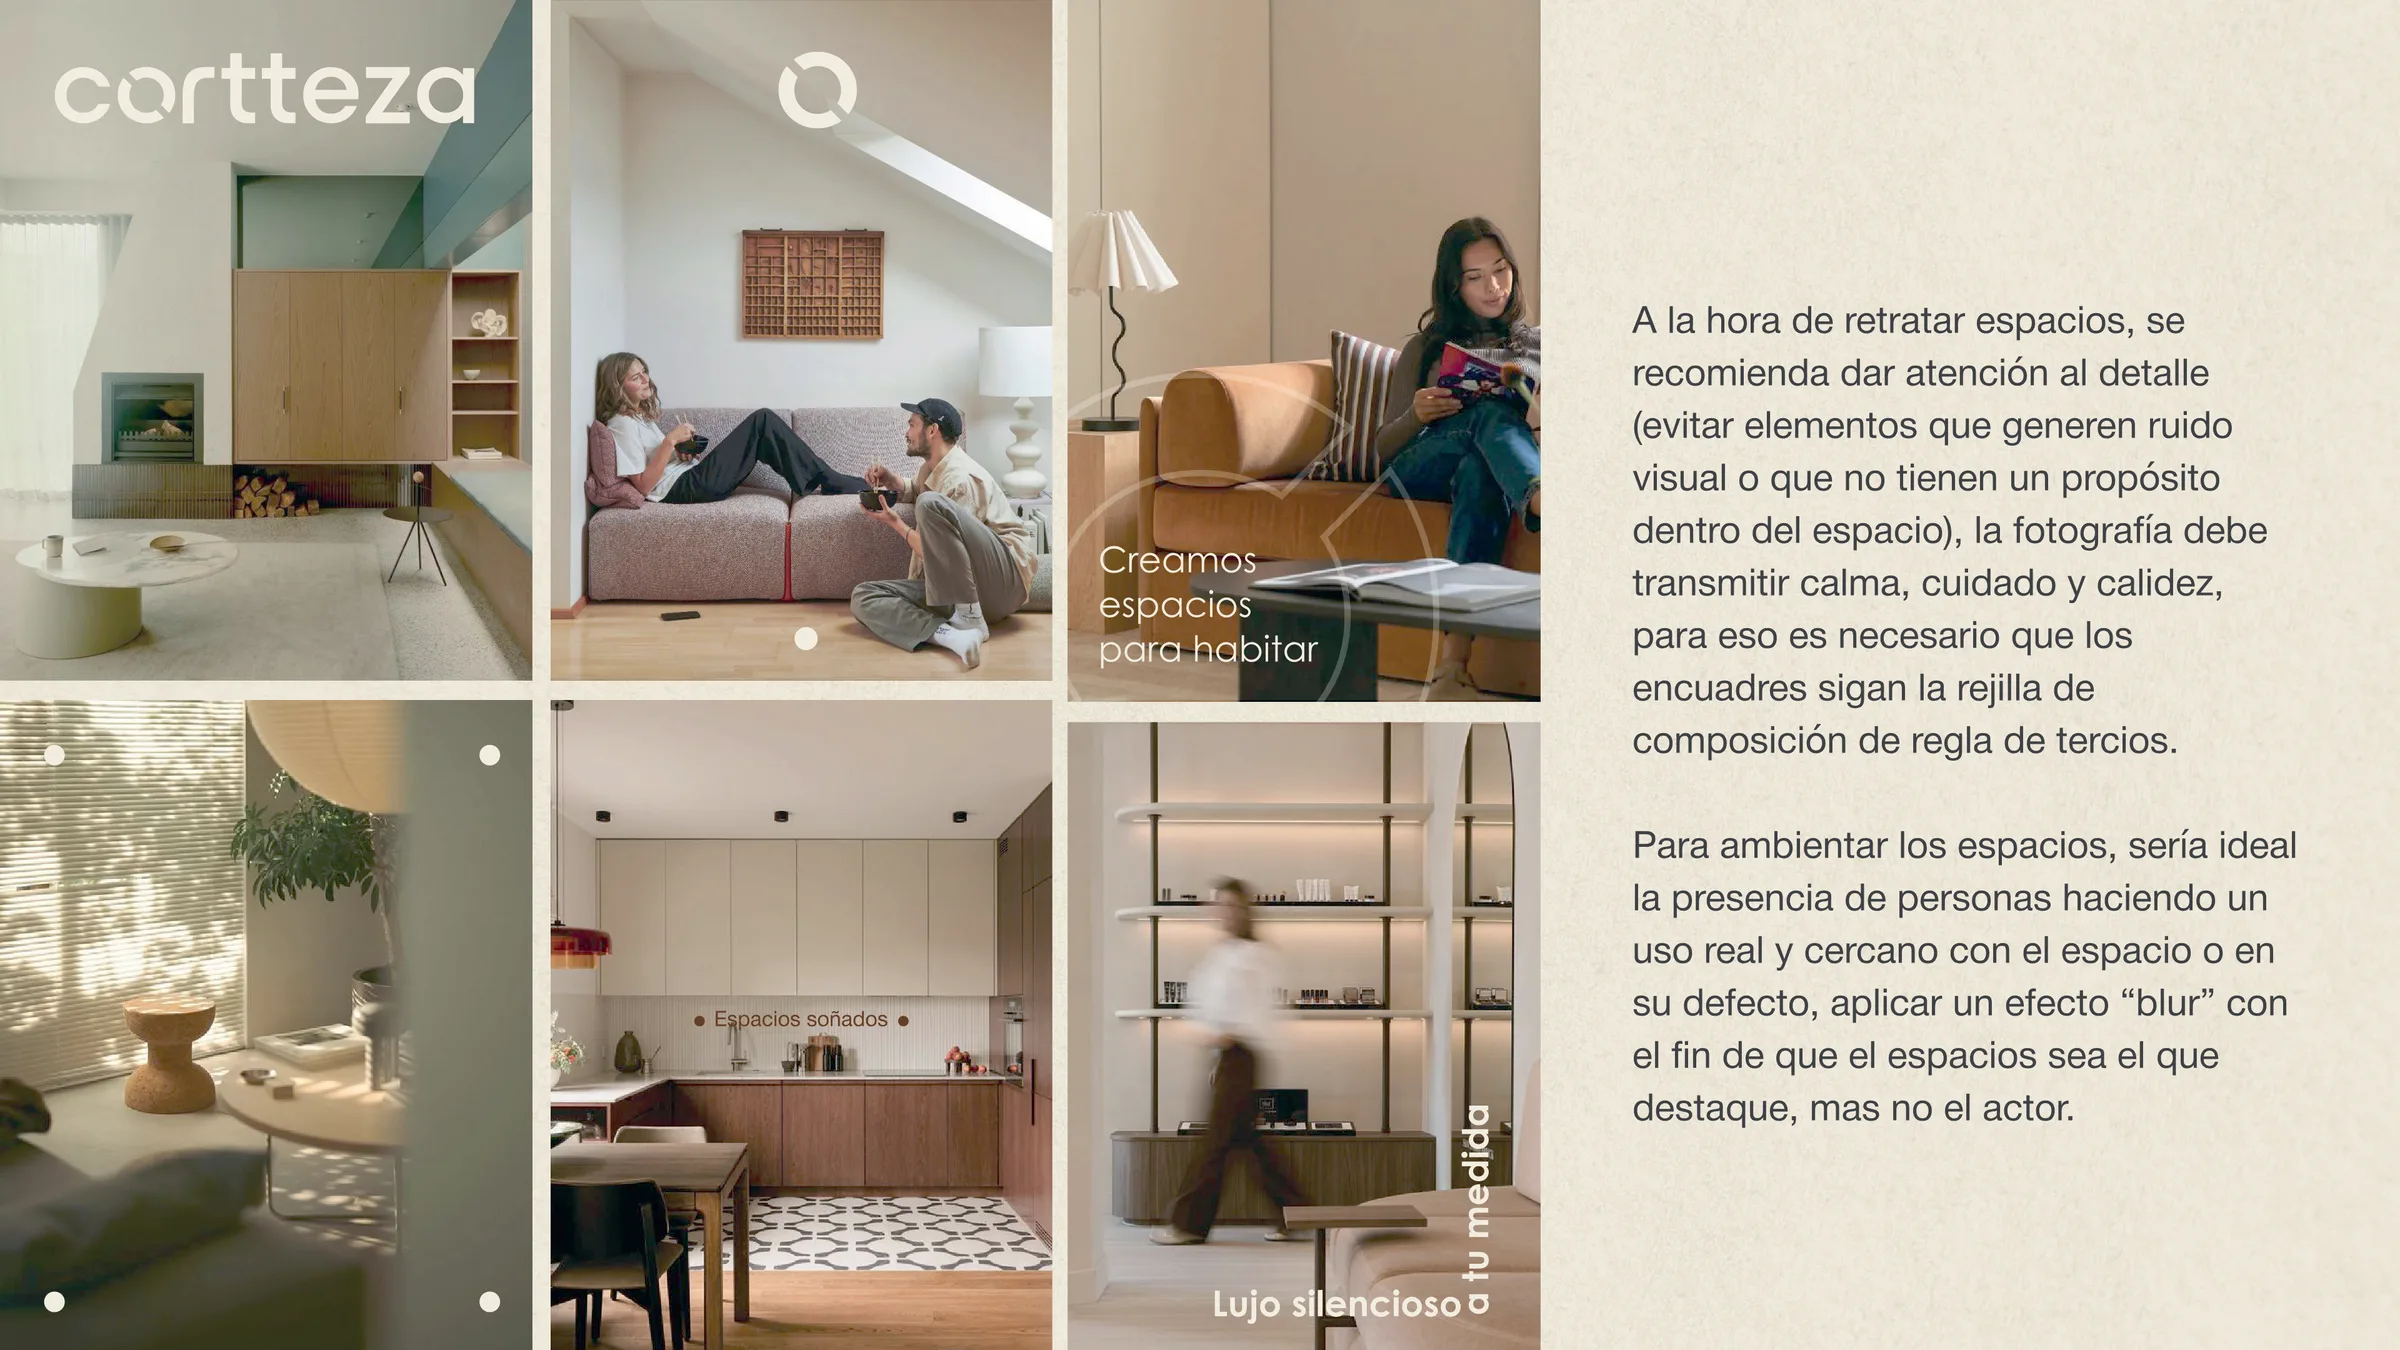 cortteza
Creamos
espacios
para habitar
Espacios soñados
Lujo silencioso
a tu medida
A la hora de retratar espacios, se
recomienda dar atención al detalle
(evitar elementos que generen ruido
visual o que no tienen un propósito
dentro del espacio), la fotografía debe
transmitir calma, cuidado y calidez,
para eso es necesario que los
encuadres sigan la rejilla de
composición de regla de tercios.
Para ambientar los espacios, sería ideal
la presencia de personas haciendo un
uso real y cercano con el espacio o en
su defecto, aplicar un efecto “blur” con
el fin de que el espacios sea el que
destaque, mas no el actor.